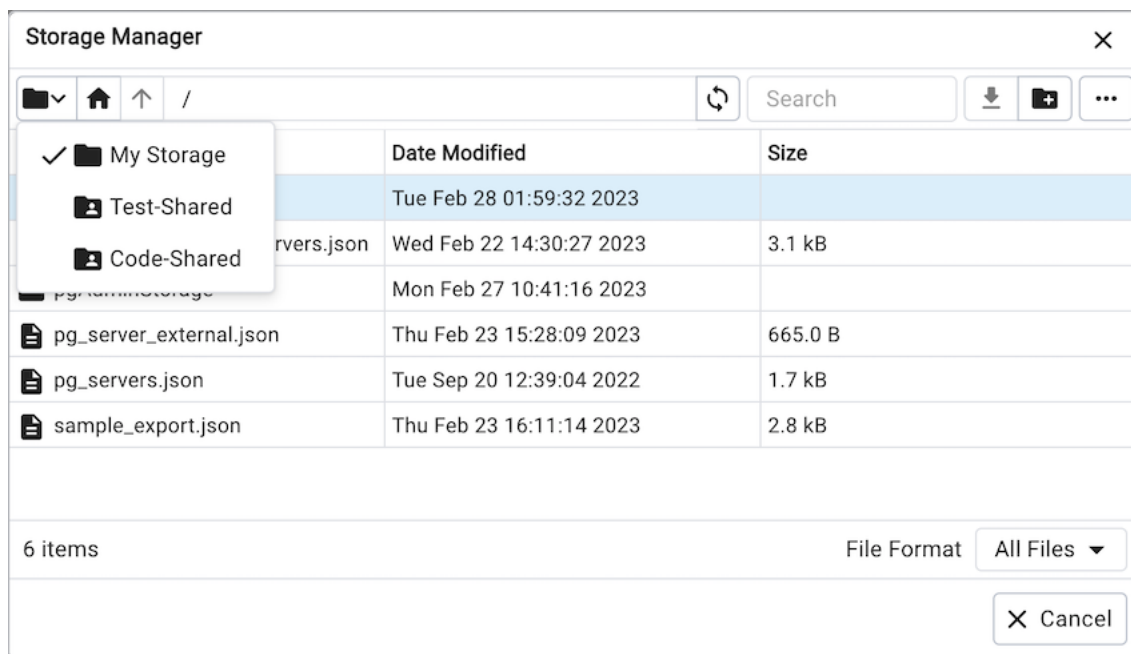 Storage Manager
/ Search
My Storage
Date Modified Size
Tue Feb 28 01:59:32 2023
Test-Shared
rvers.json Wed Feb 22 14:30:27 2023 3.1 kB
Code-Shared
pgAdminStorage Mon Feb 27 10:41:16 2023
pg_server_external.json Thu Feb 23 15:28:09 2023 665.0 B
pg_servers.json Tue Sep 20 12:39:04 2022 1.7 kB
sample_export.json Thu Feb 23 16:11:14 2023 2.8 kB
6 items File Format All Files
Cancel